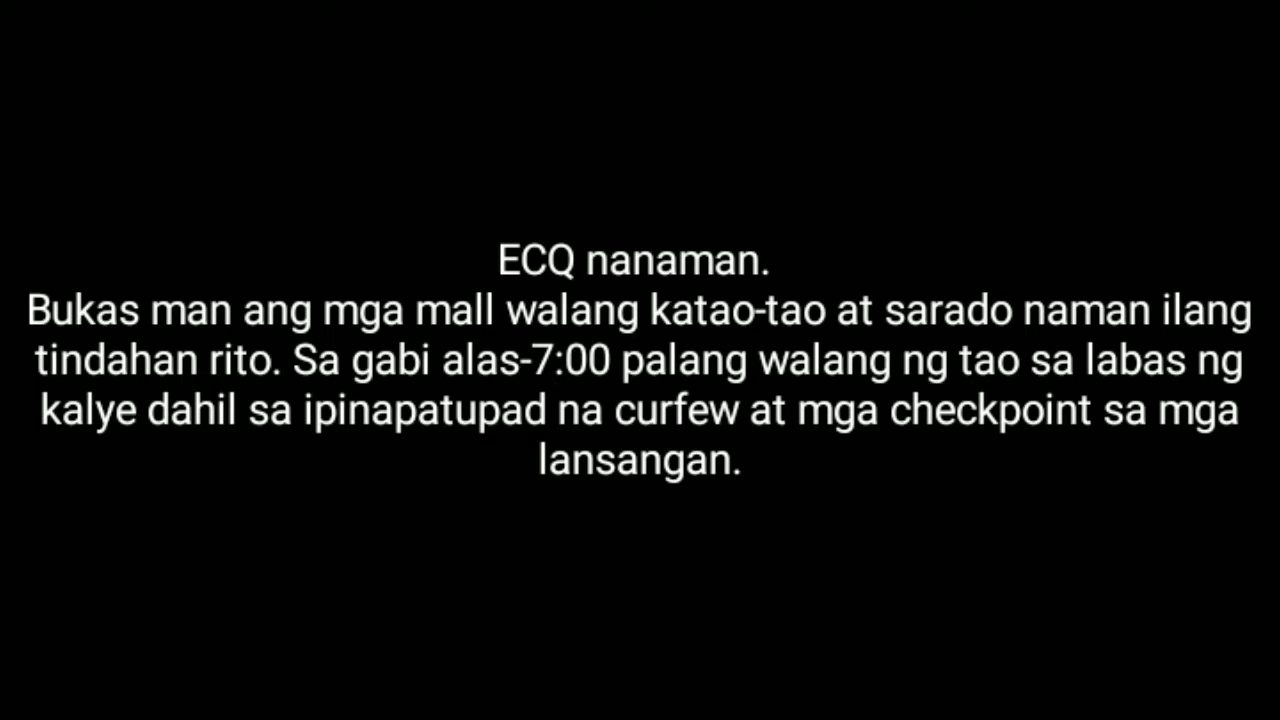 ECQ nanaman.
Bukas man ang mga mall walang katao-tao at sarado naman ilang
tindahan rito. Sa gabi alas-7:00 palang walang ng tao sa labas ng
kalye dahil sa ipinapatupad na curfew at mga checkpoint sa mga
lansangan.